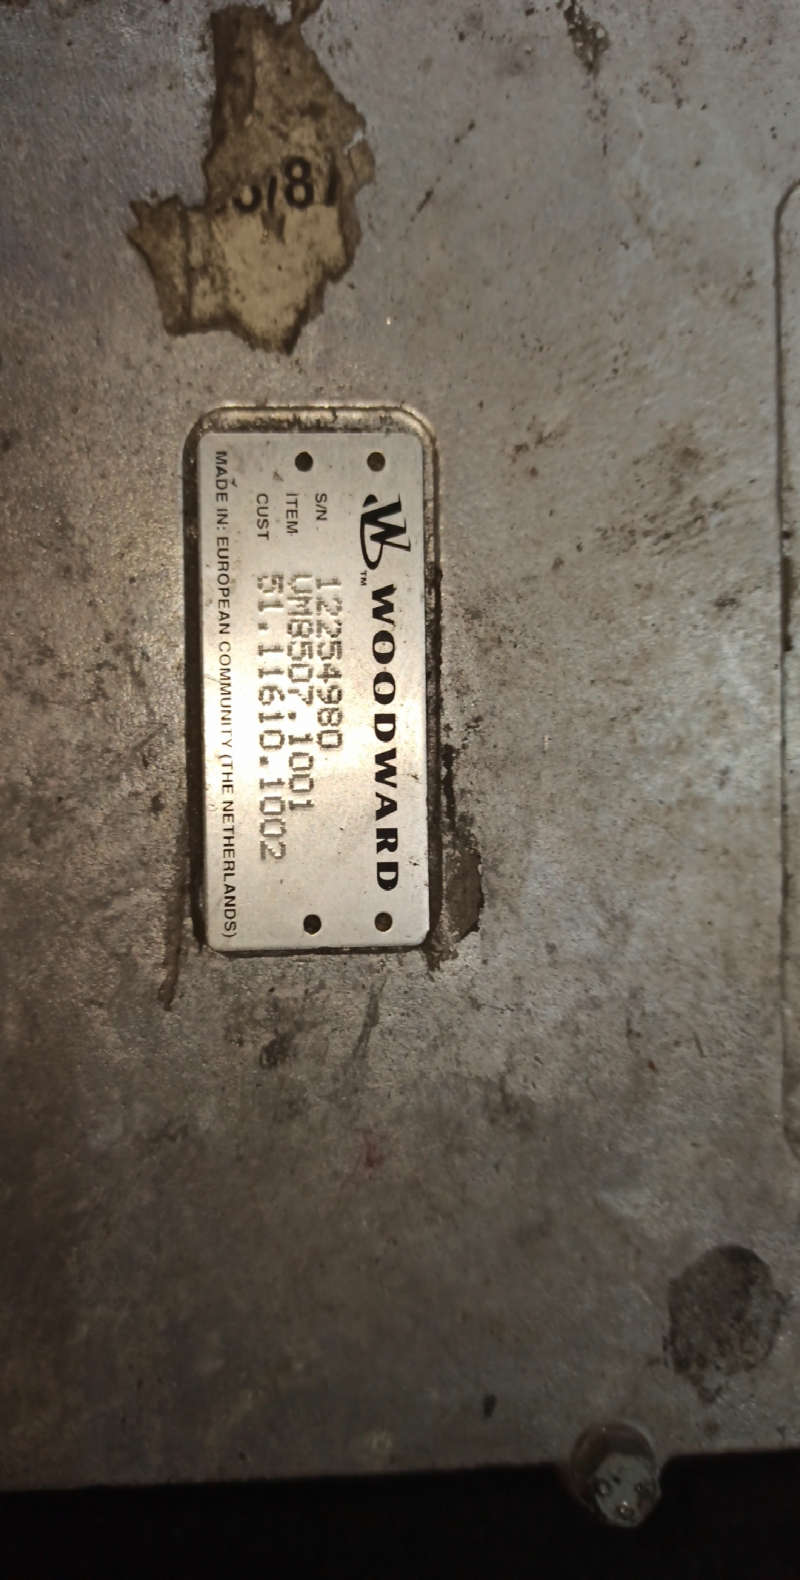 WOODWARD
S/N 12254980
ITEM UM8507.1001
CUST 51.11610.1002
MADE IN: EUROPEAN COMMUNITY (THE NETHERLANDS)